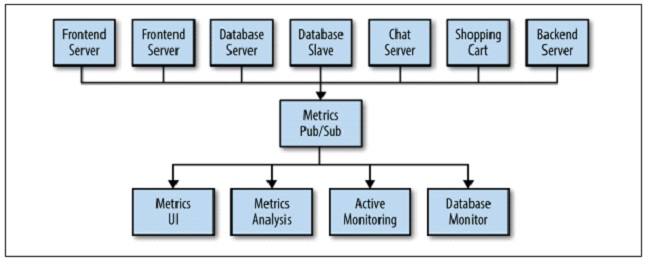 Frontend
Server
Frontend
Server
Database
Server
Database
Slave
Chat
Server
Shopping
Cart
Backend
Server
Metrics
Pub/Sub
Metrics
UI
Metrics
Analysis
Active
Monitoring
Database
Monitor